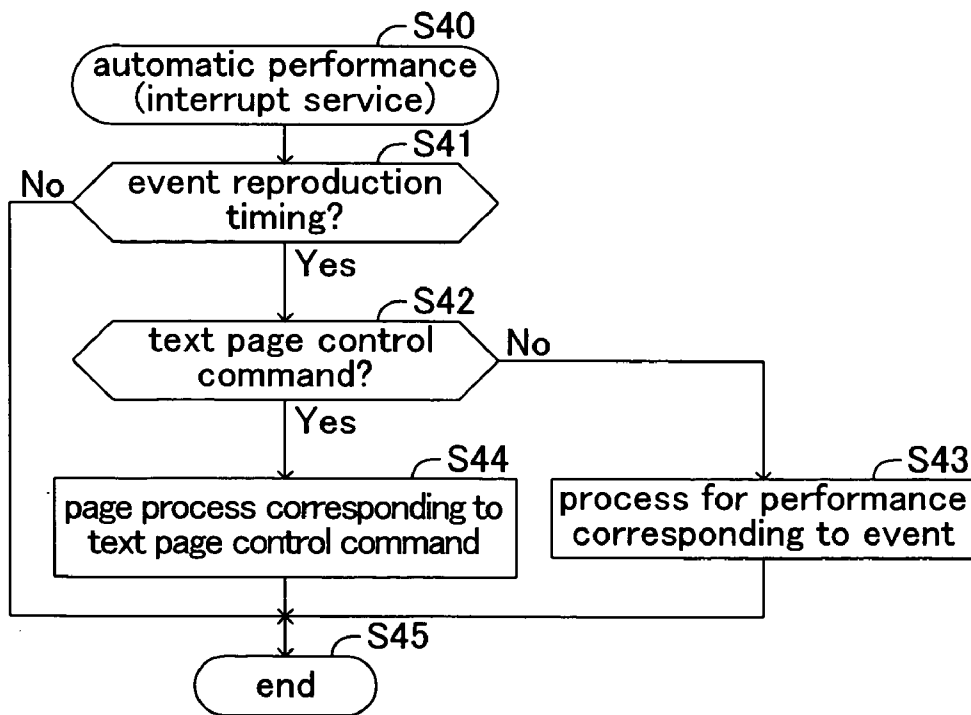 S40
automatic performance
(interrupt service)
S41
No
event reproduction
timing?
Yes
S42
text page control
command?
No
Yes
S44
page process corresponding to
text page control command
S43
process for performance
corresponding to event
S45
end